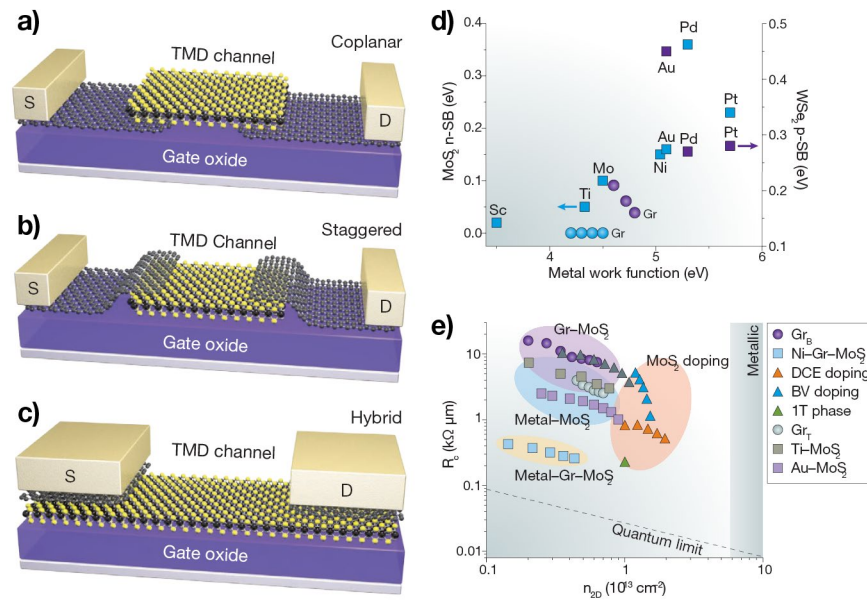 a)
TMD channel
Coplanar
S
D
Gate oxide
b)
TMD Channel
Staggered
S
D
Gate oxide
c)
Hybrid
TMD channel
S
D
Gate oxide
d)
MoS2 n-SB (eV)
0.4
0.3
0.2
0.1
0.0
Pd
Au
Pt
Au
Pd
Pt
Ni
Mo
Ti
Sc
Gr
Gr
0.5
0.4
0.3
0.2
0.1
WSe2 p-SB (eV)
4
5
6
Metal work function (eV)
e)
Rc (kΩ µm)
10
1
0.1
0.01
Gr–MoS2
MoS2 doping
Metal–MoS2
Metal–Gr–MoS2
Quantum limit
Metallic
0.1
1
10
n2D (10^13 cm-2)
GrB
Ni–Gr–MoS2
DCE doping
BV doping
1T phase
GrT
Ti–MoS2
Au–MoS2